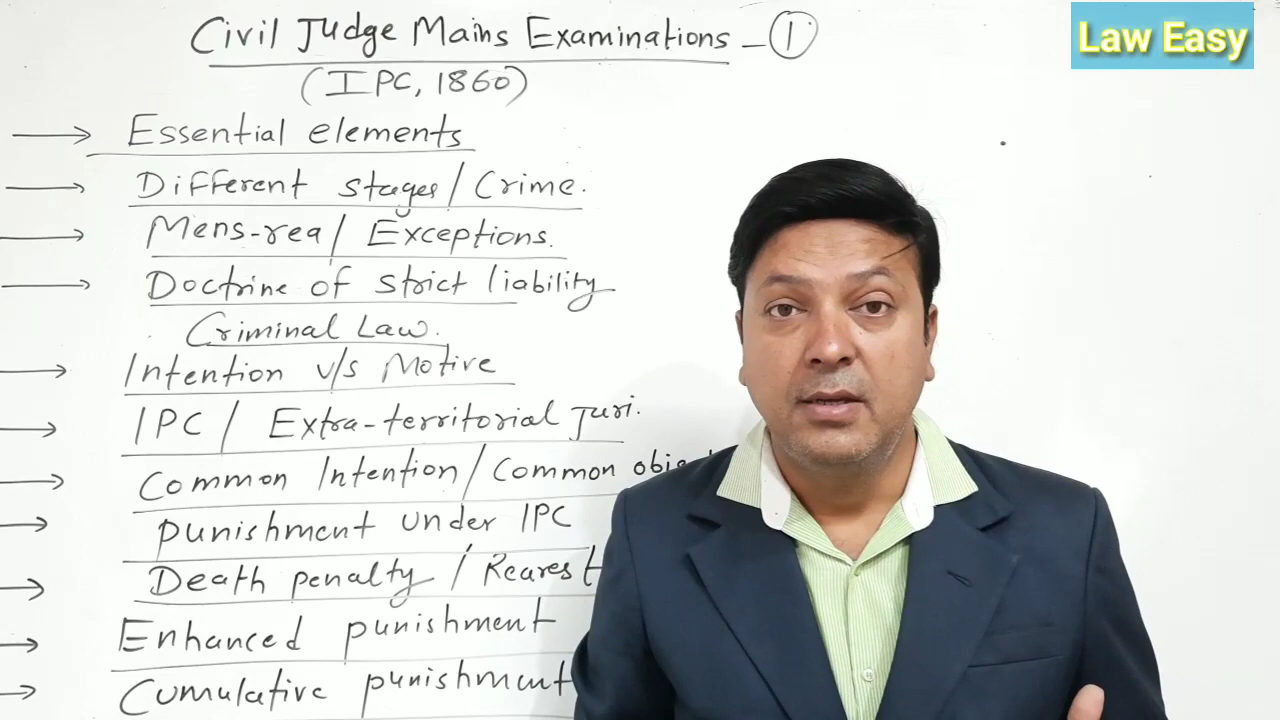 Civil Judge Mains Examinations - 1
Law Easy
(IPC, 1860)
Essential elements
Different stages / Crime.
Mens-rea / Exceptions.
Doctrine of strict liability
Criminal Law.
Intention v/s Motive
IPC / Extra-territorial Juri.
Common Intention / Common
Punishment under IPC
Death penalty / Rearest
Enhanced punishment
Cumulative punishment